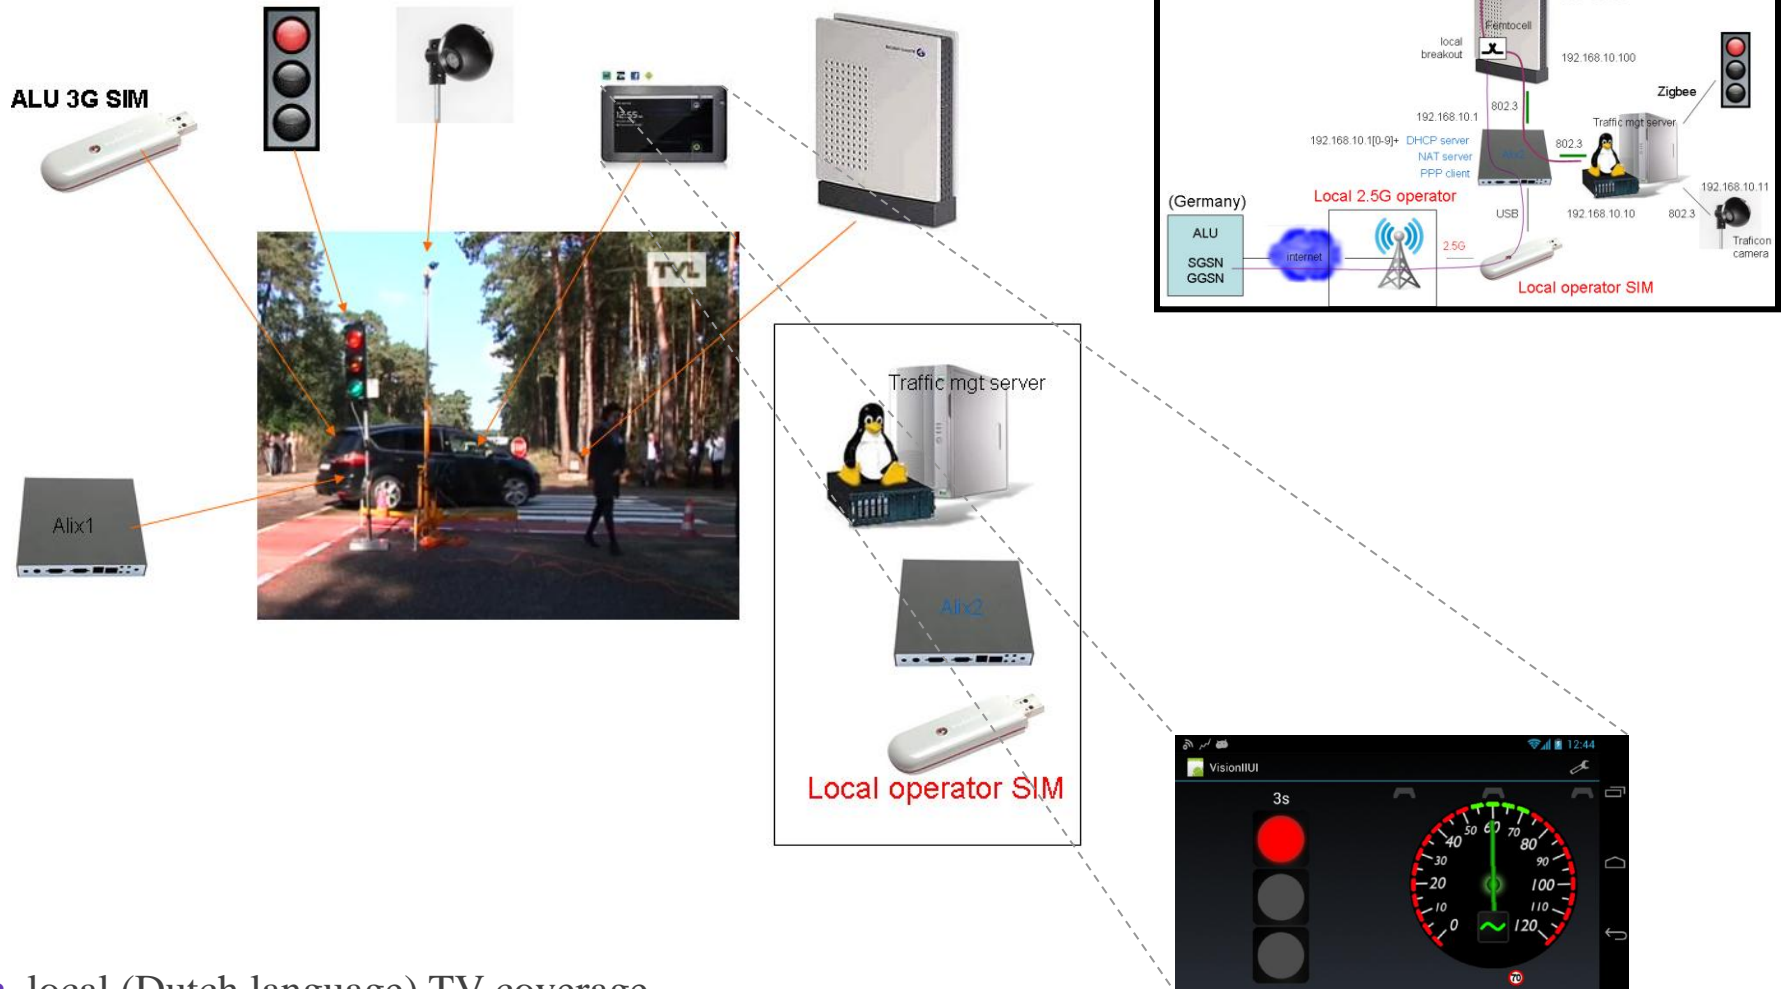 ALU 3G SIM
12:55
TVL
Alix1
Traffic mgt server
Alix2
Local operator SIM
Femtocell
local
breakout
192.168.10.100
Zigbee
802.3
192.168.10.1
Traffic mgt server
192.168.10.1[0-9]+ DHCP server
NAT server
PPP client
Alix2
802.3
(Germany)
Local 2.5G operator
192.168.10.11
USB
192.168.10.10
802.3
ALU
SGSN
GGSN
internet
2.5G
Traficon
camera
Local operator SIM
12:44
VisionIIUI
3s
0
10
20
30
40
50
60
70
80
90
100
110
120
70
local (Dutch language) TV coverage